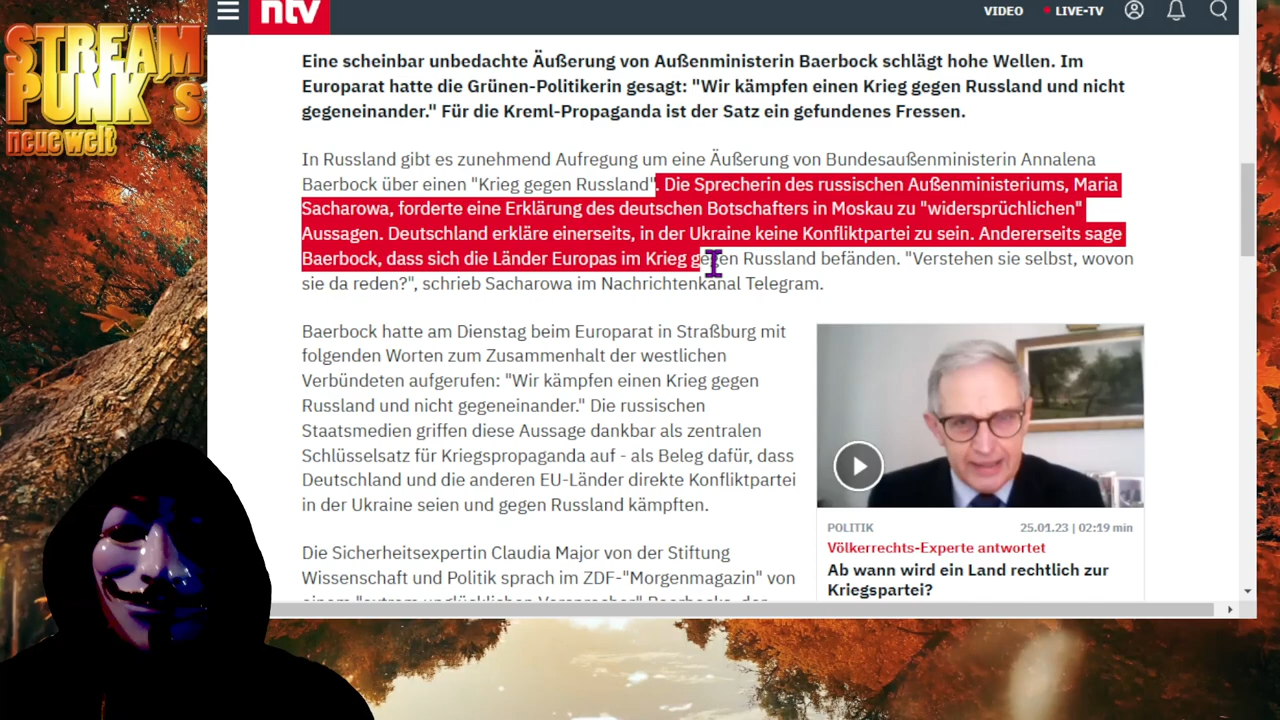 STREAM
PUNK´s
neue welt
ntv
VIDEO
LIVE-TV
Eine scheinbar unbedachte Äußerung von Außenministerin Baerbock schlägt hohe Wellen. Im
Europarat hatte die Grünen-Politikerin gesagt: "Wir kämpfen einen Krieg gegen Russland und nicht
gegeneinander." Für die Kreml-Propaganda ist der Satz ein gefundenes Fressen.
In Russland gibt es zunehmend Aufregung um eine Äußerung von Bundesaußenministerin Annalena
Baerbock über einen "Krieg gegen Russland". Die Sprecherin des russischen Außenministeriums, Maria
Sacharowa, forderte eine Erklärung des deutschen Botschafters in Moskau zu "widersprüchlichen"
Aussagen. Deutschland erkläre einerseits, in der Ukraine keine Konfliktpartei zu sein. Andererseits sage
Baerbock, dass sich die Länder Europas im Krieg gegen Russland befänden. "Verstehen sie selbst, wovon
sie da reden?", schrieb Sacharowa im Nachrichtenkanal Telegram.
Baerbock hatte am Dienstag beim Europarat in Straßburg mit
folgenden Worten zum Zusammenhalt der westlichen
Verbündeten aufgerufen: "Wir kämpfen einen Krieg gegen
Russland und nicht gegeneinander." Die russischen
Staatsmedien griffen diese Aussage dankbar als zentralen
Schlüsselsatz für Kriegspropaganda auf - als Beleg dafür, dass
Deutschland und die anderen EU-Länder direkte Konfliktpartei
in der Ukraine seien und gegen Russland kämpften.
Die Sicherheitsexpertin Claudia Major von der Stiftung
Wissenschaft und Politik sprach im ZDF-"Morgenmagazin" von
einem "extrem unglücklichen Versprecher" Baerbocks, der
POLITIK
25.01.23 | 02:19 min
Völkerrechts-Experte antwortet
Ab wann wird ein Land rechtlich zur
Kriegspartei?